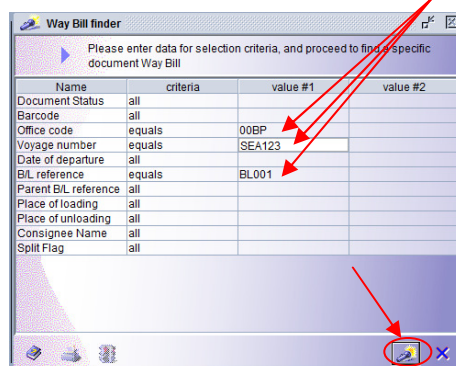 Way Bill finder
Please enter data for selection criteria, and proceed to find a specific
document Way Bill
Name criteria value #1 value #2
Document Status all
Barcode all
Office code equals 00BP
Voyage number equals SEA123
Date of departure all
B/L reference equals BL001
Parent B/L reference all
Place of loading all
Place of unloading all
Consignee Name all
Split Flag all